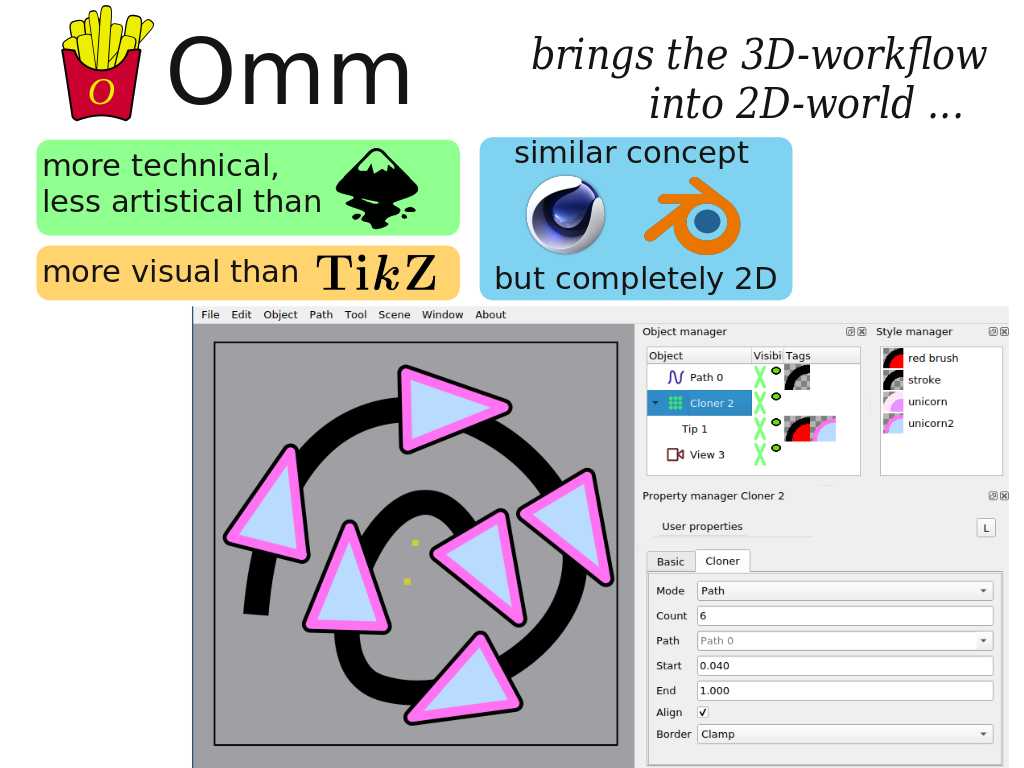 O
Omm
brings the 3D-workflow
into 2D-world ...
more technical,
less artistical than
more visual than TikZ
similar concept
but completely 2D
File Edit Object Path Tool Scene Window About
Object manager
Object Visibi Tags
Path 0
Cloner 2
Tip 1
View 3
Style manager
red brush
stroke
unicorn
unicorn2
Property manager Cloner 2
User properties
L
Basic Cloner
Mode Path
Count 6
Path Path 0
Start 0.040
End 1.000
Align
Border Clamp